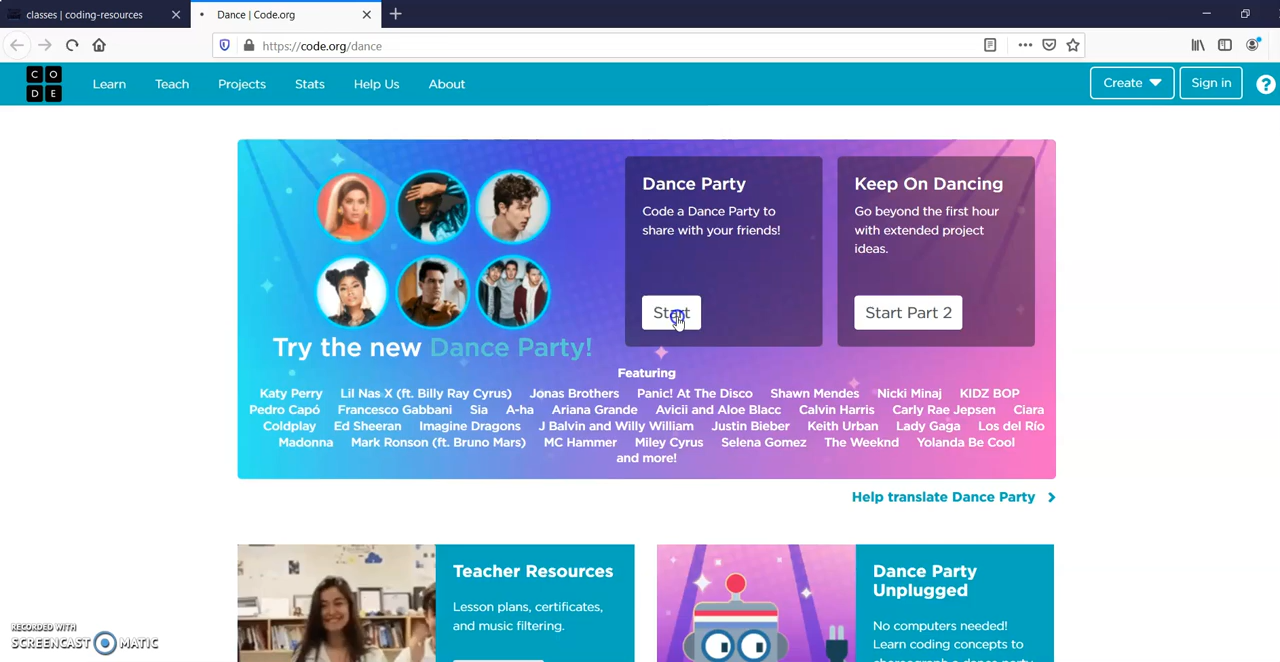 classes | coding-resources
Dance | Code.org
https://code.org/dance
C O
D E
Learn
Teach
Projects
Stats
Help Us
About
Create
Sign in
?
Dance Party
Code a Dance Party to
share with your friends!
Start
Keep On Dancing
Go beyond the first hour
with extended project
ideas.
Start Part 2
Try the new Dance Party!
Featuring
Katy Perry Lil Nas X (ft. Billy Ray Cyrus) Jonas Brothers Panic! At The Disco Shawn Mendes Nicki Minaj KIDZ BOP
Pedro Capó Francesco Gabbani Sia A-ha Ariana Grande Avicii and Aloe Blacc Calvin Harris Carly Rae Jepsen Ciara
Coldplay Ed Sheeran Imagine Dragons J Balvin and Willy William Justin Bieber Keith Urban Lady Gaga Los del Río
Madonna Mark Ronson (ft. Bruno Mars) MC Hammer Miley Cyrus Selena Gomez The Weeknd Yolanda Be Cool
and more!
Help translate Dance Party
Teacher Resources
Lesson plans, certificates,
and music filtering.
Dance Party
Unplugged
No computers needed!
Learn coding concepts to
choreograph a dance party
RECORDED WITH
SCREENCAST MATIC